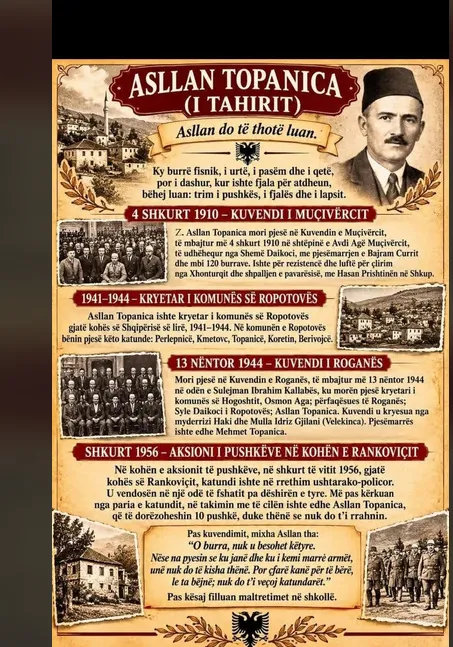 ASLLAN TOPANICA
(I TAHIRIT)
Asllan do të thotë luan.
Ky burrë fisnik, i urtë, i pasëm dhe i qetë,
por i dashur, kur ishte fjala për atdheun,
bëhej luan: trim i pushkës, i fjalës dhe i lapsit.
4 SHKURT 1910 – KUVENDI I MUÇIVËRCIT
Z. Asllan Topanica mori pjesë në Kuvendin e Muçivërcit,
të mbajtur më 4 shkurt 1910 në shtëpinë e Avdi Agë Muçivërcit,
të udhëhequr nga Shemë Daikoci, me pjesëmarrjen e Bajram Currit
dhe mbi 120 burrave. Ishte për rezistencë dhe luftë për çlirim
nga Xhonturqit dhe shpalljen e pavarësisë, me Hasan Prishtinën në Shkup.
1941–1944 – KRYETAR I KOMUNËS SË ROPOTOVËS
Asllan Topanica ishte kryetar i komunës së Ropotovës
gjatë kohës së Shqipërisë së lirë, 1941–1944. Në komunën e Ropotovës
bënin pjesë këto katunde: Perlepnicë, Kmetovc, Topanicë, Koretin, Berivojcë.
13 NËNTOR 1944 – KUVENDI I ROGANËS
Mori pjesë në Kuvendin e Roganës, të mbajtur më 13 nëntor 1944
në odën e Sulejman Ibrahim Kallabës, ku morën pjesë kryetari i
komunës së Hogoshtit, Osmon Aga; përfaqësues të Roganës;
Syle Daikoci i Ropotovës; Asllan Topanica. Kuvendi u kryesua nga
myderrizi Haki dhe Mulla Idriz Gjilani (Velekinca). Pjesëmarrës
ishte edhe Mehmet Topanica.
SHKURT 1956 – AKSIONI I PUSHKËVE NË KOHËN E RANKOVIÇIT
Në kohën e aksionit të pushkëve, në shkurt të vitit 1956, gjatë
kohës së Rankoviçit, katundi ishte në rrethim ushtarako-policor.
U vendosën në një odë të fshatit pa dëshirën e tyre. Më pas kërkuan
nga paria e katundit, në takimin me të cilën ishte edhe Asllan Topanica,
që të dorëzoheshin 10 pushkë, duke thënë se nuk do t’i rrahnin.
Pas kuvendimit, mixha Asllan tha:
“O burra, nuk u besohet këtyre.
Nëse na pyesin se ku janë dhe ku i kemi marrë armët,
unë nuk do të kisha thënë. Por çfarë kanë për të bërë,
le ta bëjnë; nuk do t’i veçoj katundarët.”
Pas kësaj filluan maltretimet në shkollë.